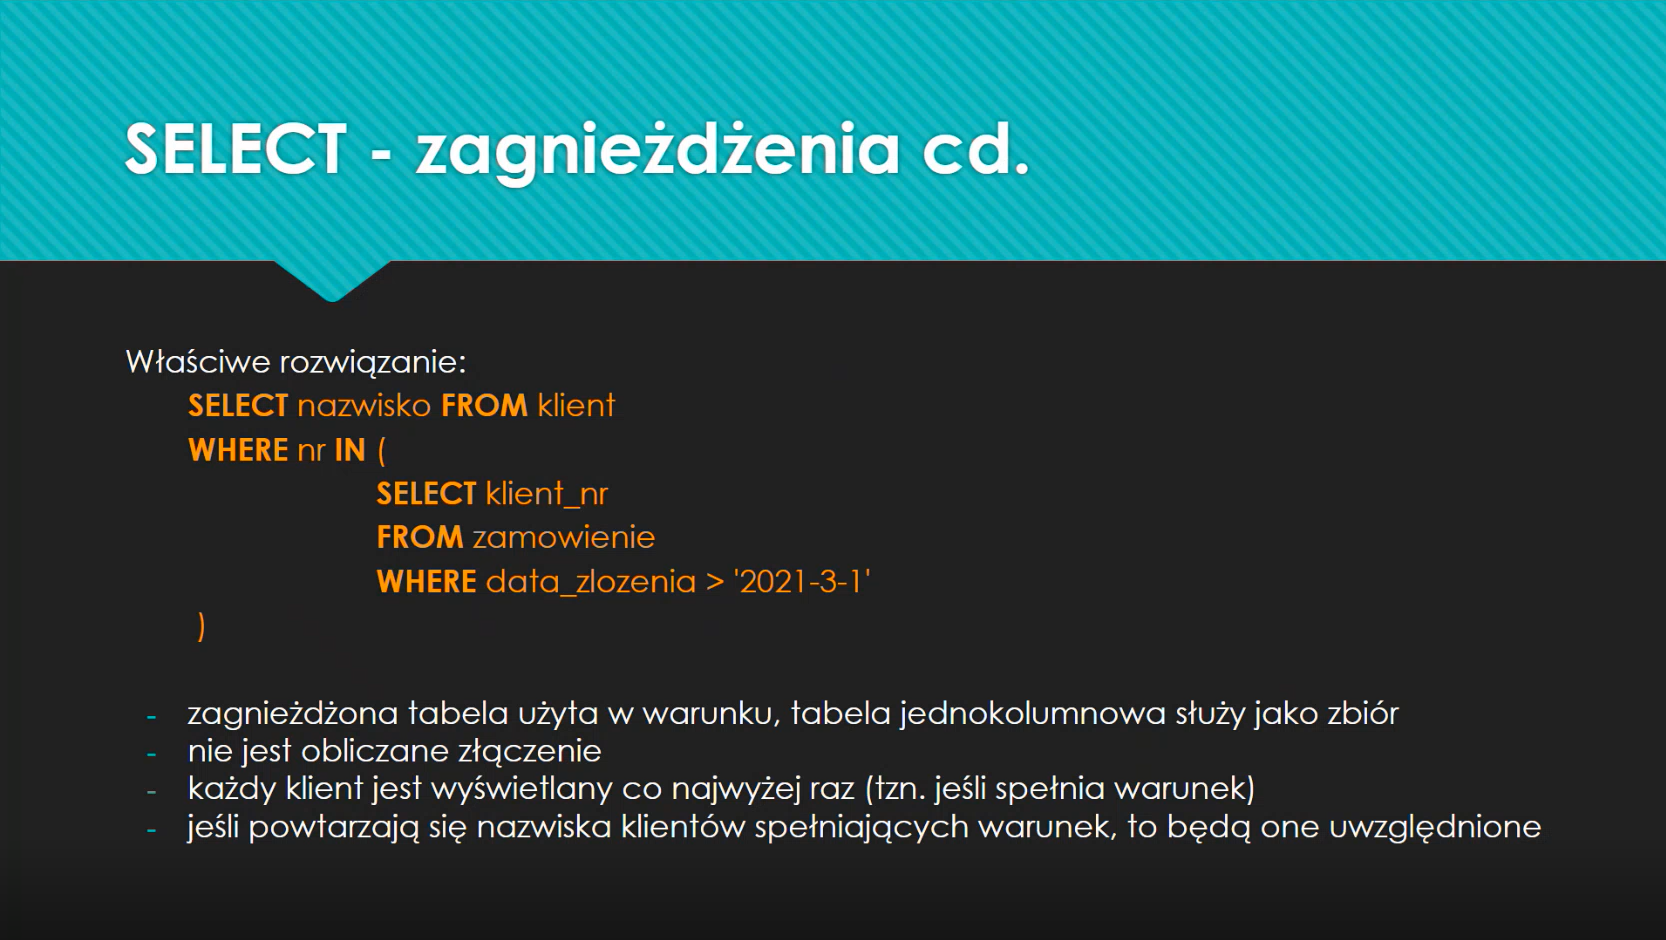 SELECT - zagnieżdżenia cd.
Właściwe rozwiązanie:
SELECT nazwisko FROM klient
WHERE nr IN (
SELECT klient_nr
FROM zamowienie
WHERE data_zlozenia > '2021-3-1'
)
- zagnieżdżona tabela użyta w warunku, tabela jednokolumnowa służy jako zbiór
- nie jest obliczane złączenie
- każdy klient jest wyświetlany co najwyżej raz (tzn. jeśli spełnia warunek)
- jeśli powtarzają się nazwiska klientów spełniających warunek, to będą one uwzględnione